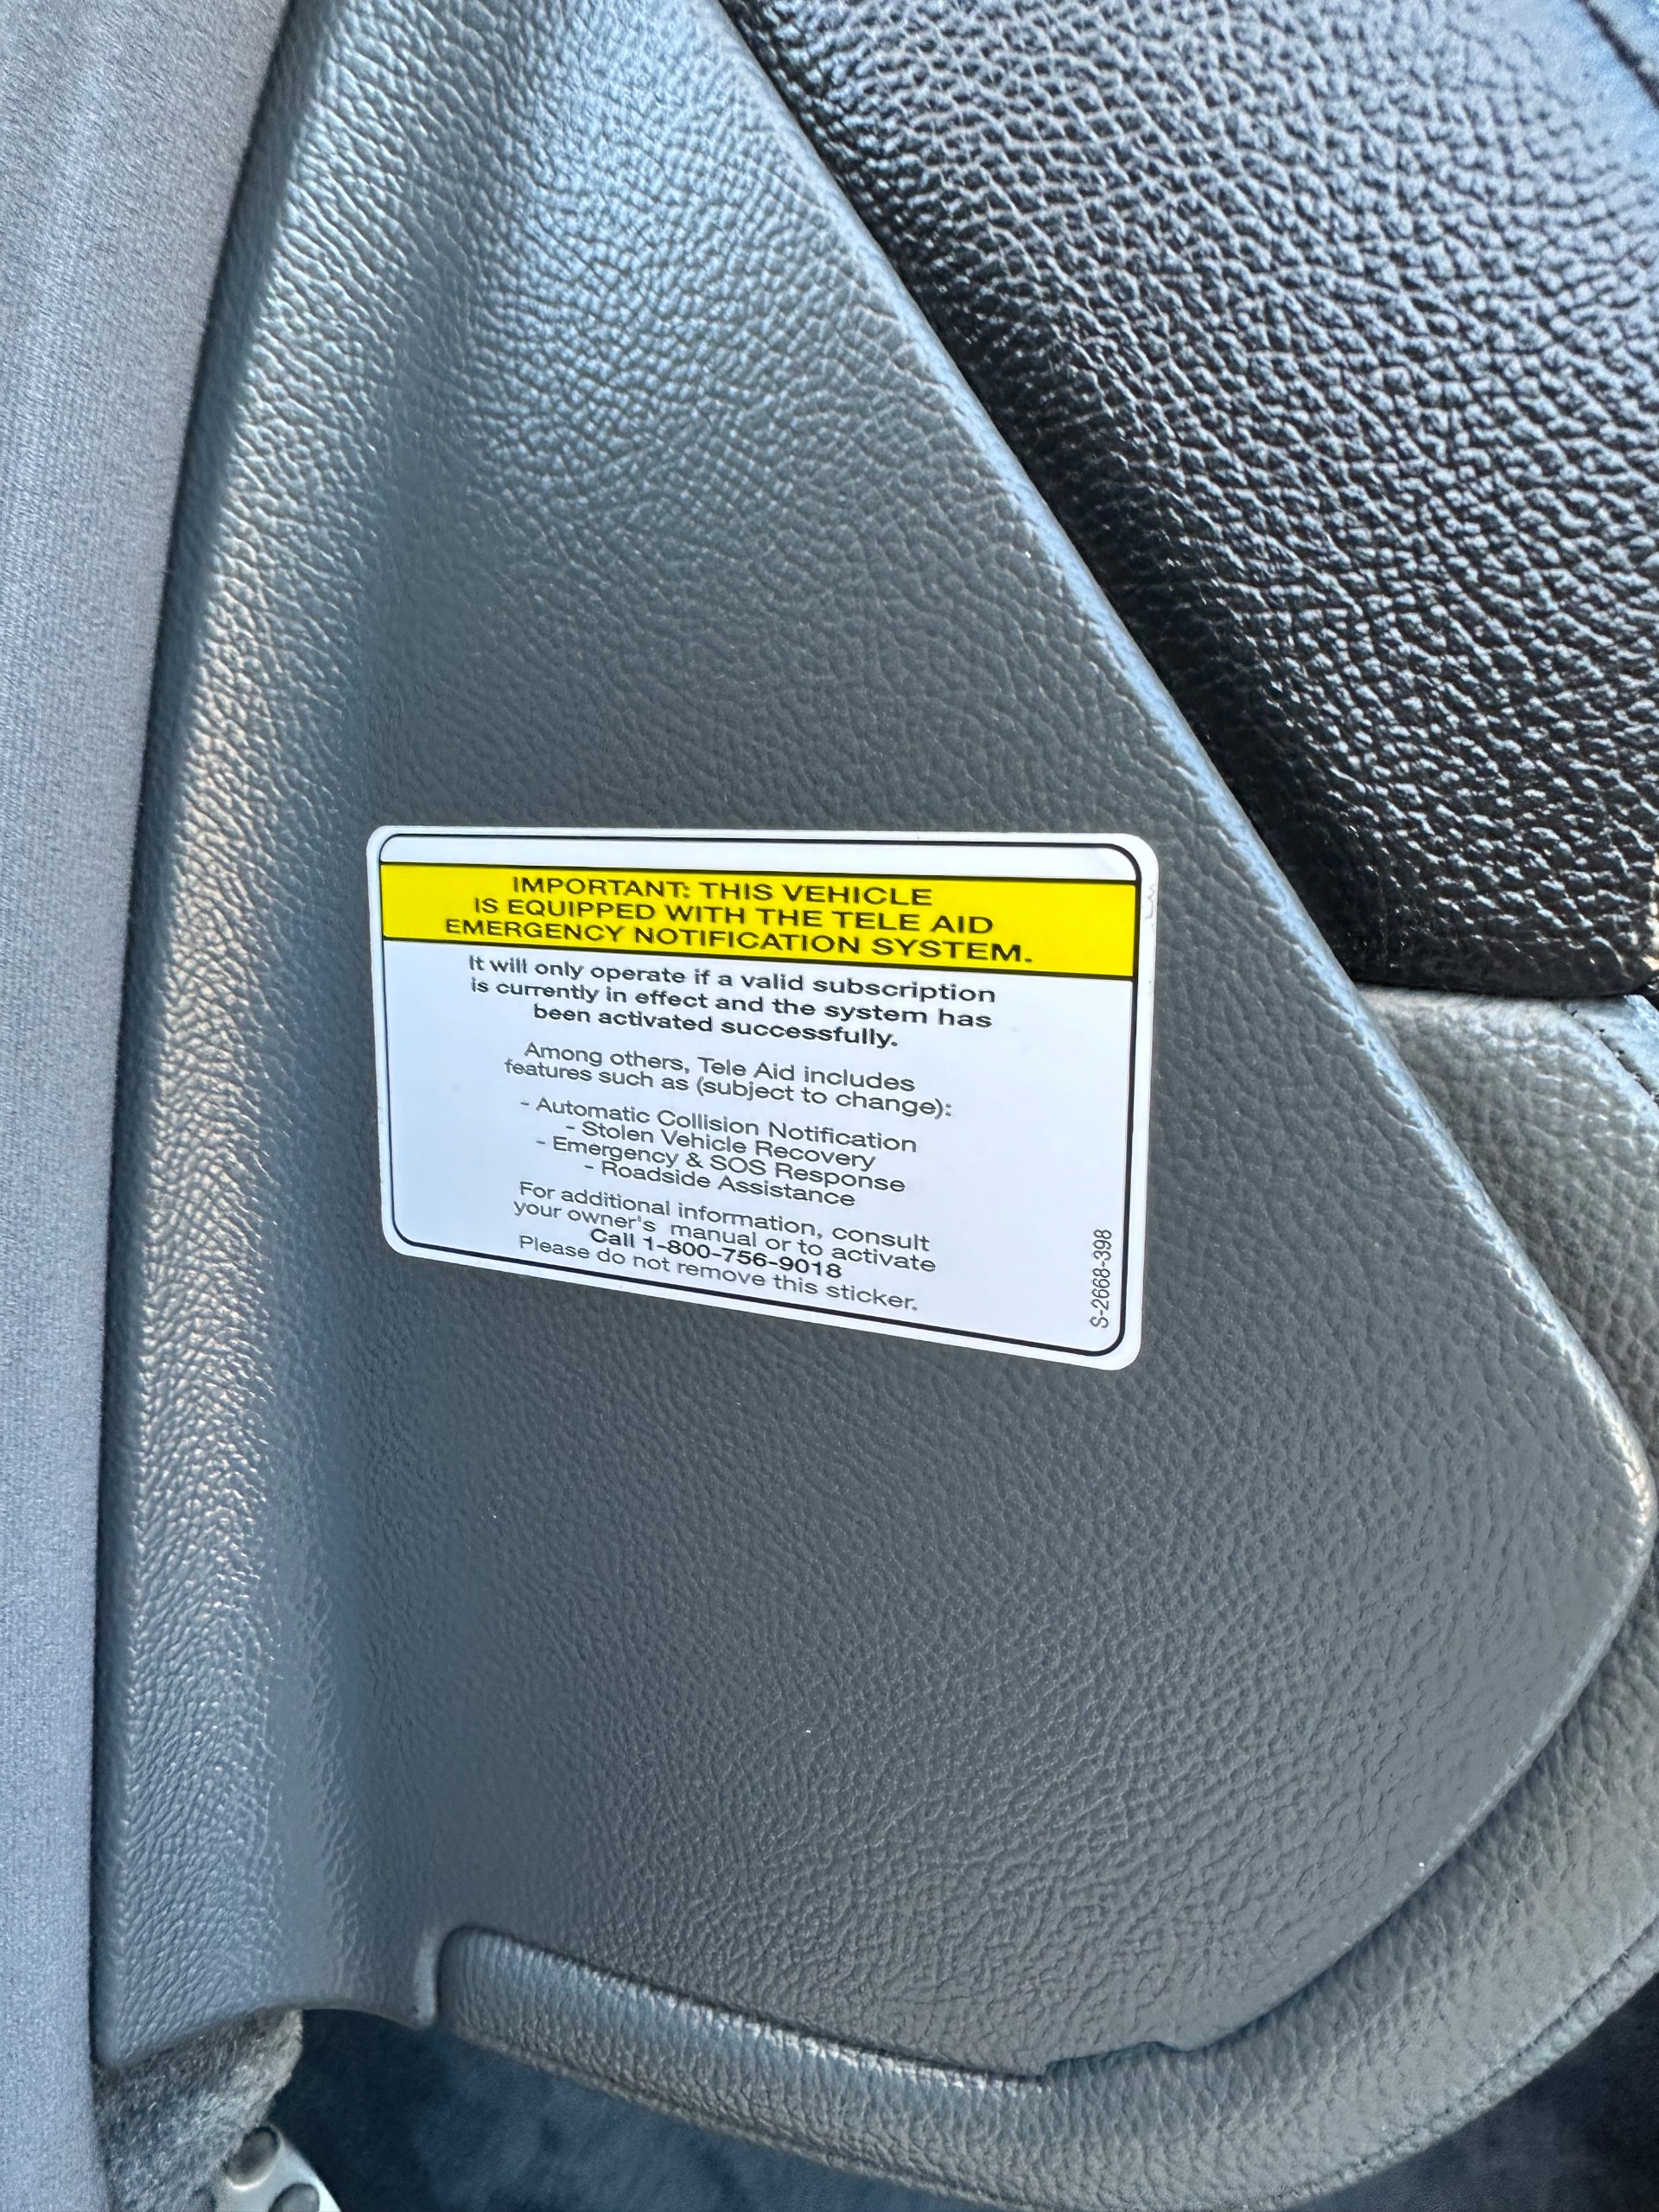 IMPORTANT: THIS VEHICLE
IS EQUIPPED WITH THE TELE AID
EMERGENCY NOTIFICATION SYSTEM.
It will only operate if a valid subscription
is currently in effect and the system has
been activated successfully.
Among others, Tele Aid includes
features such as (subject to change):
- Automatic Collision Notification
- Stolen Vehicle Recovery
- Emergency & SOS Response
- Roadside Assistance
For additional information, consult
your owner's manual or to activate
Call 1-800-756-9018
Please do not remove this sticker.
S-2668-398